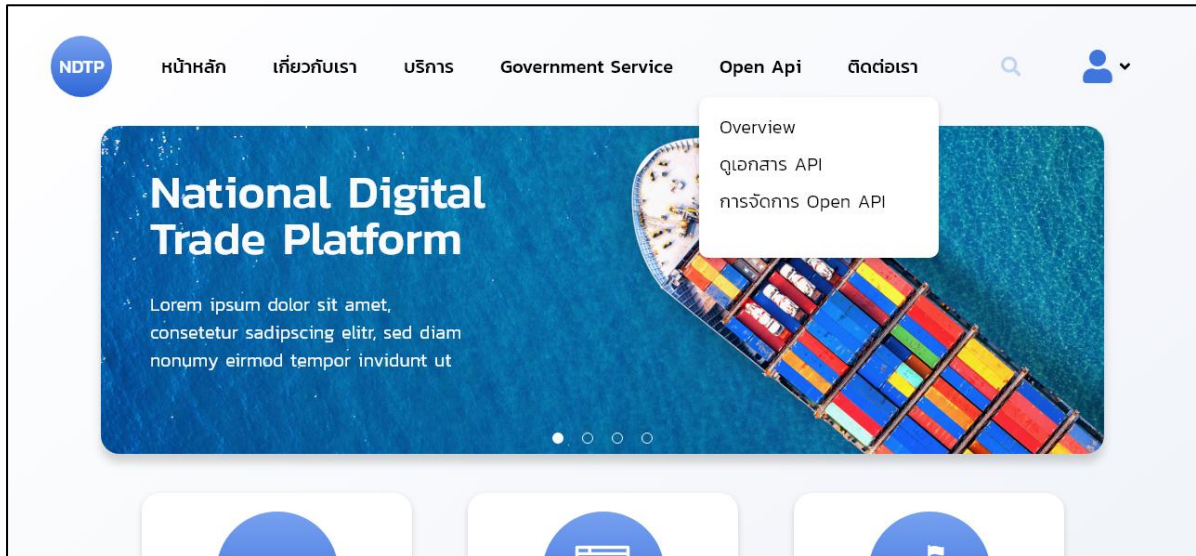 NDTP
หน้าหลัก
เกี่ยวกับเรา
บริการ
Government Service
Open Api
ติดต่อเรา
Overview
ดูเอกสาร API
การจัดการ Open API
National Digital
Trade Platform
Lorem ipsum dolor sit amet,
consetetur sadipscing elitr, sed diam
nonumy eirmod tempor invidunt ut